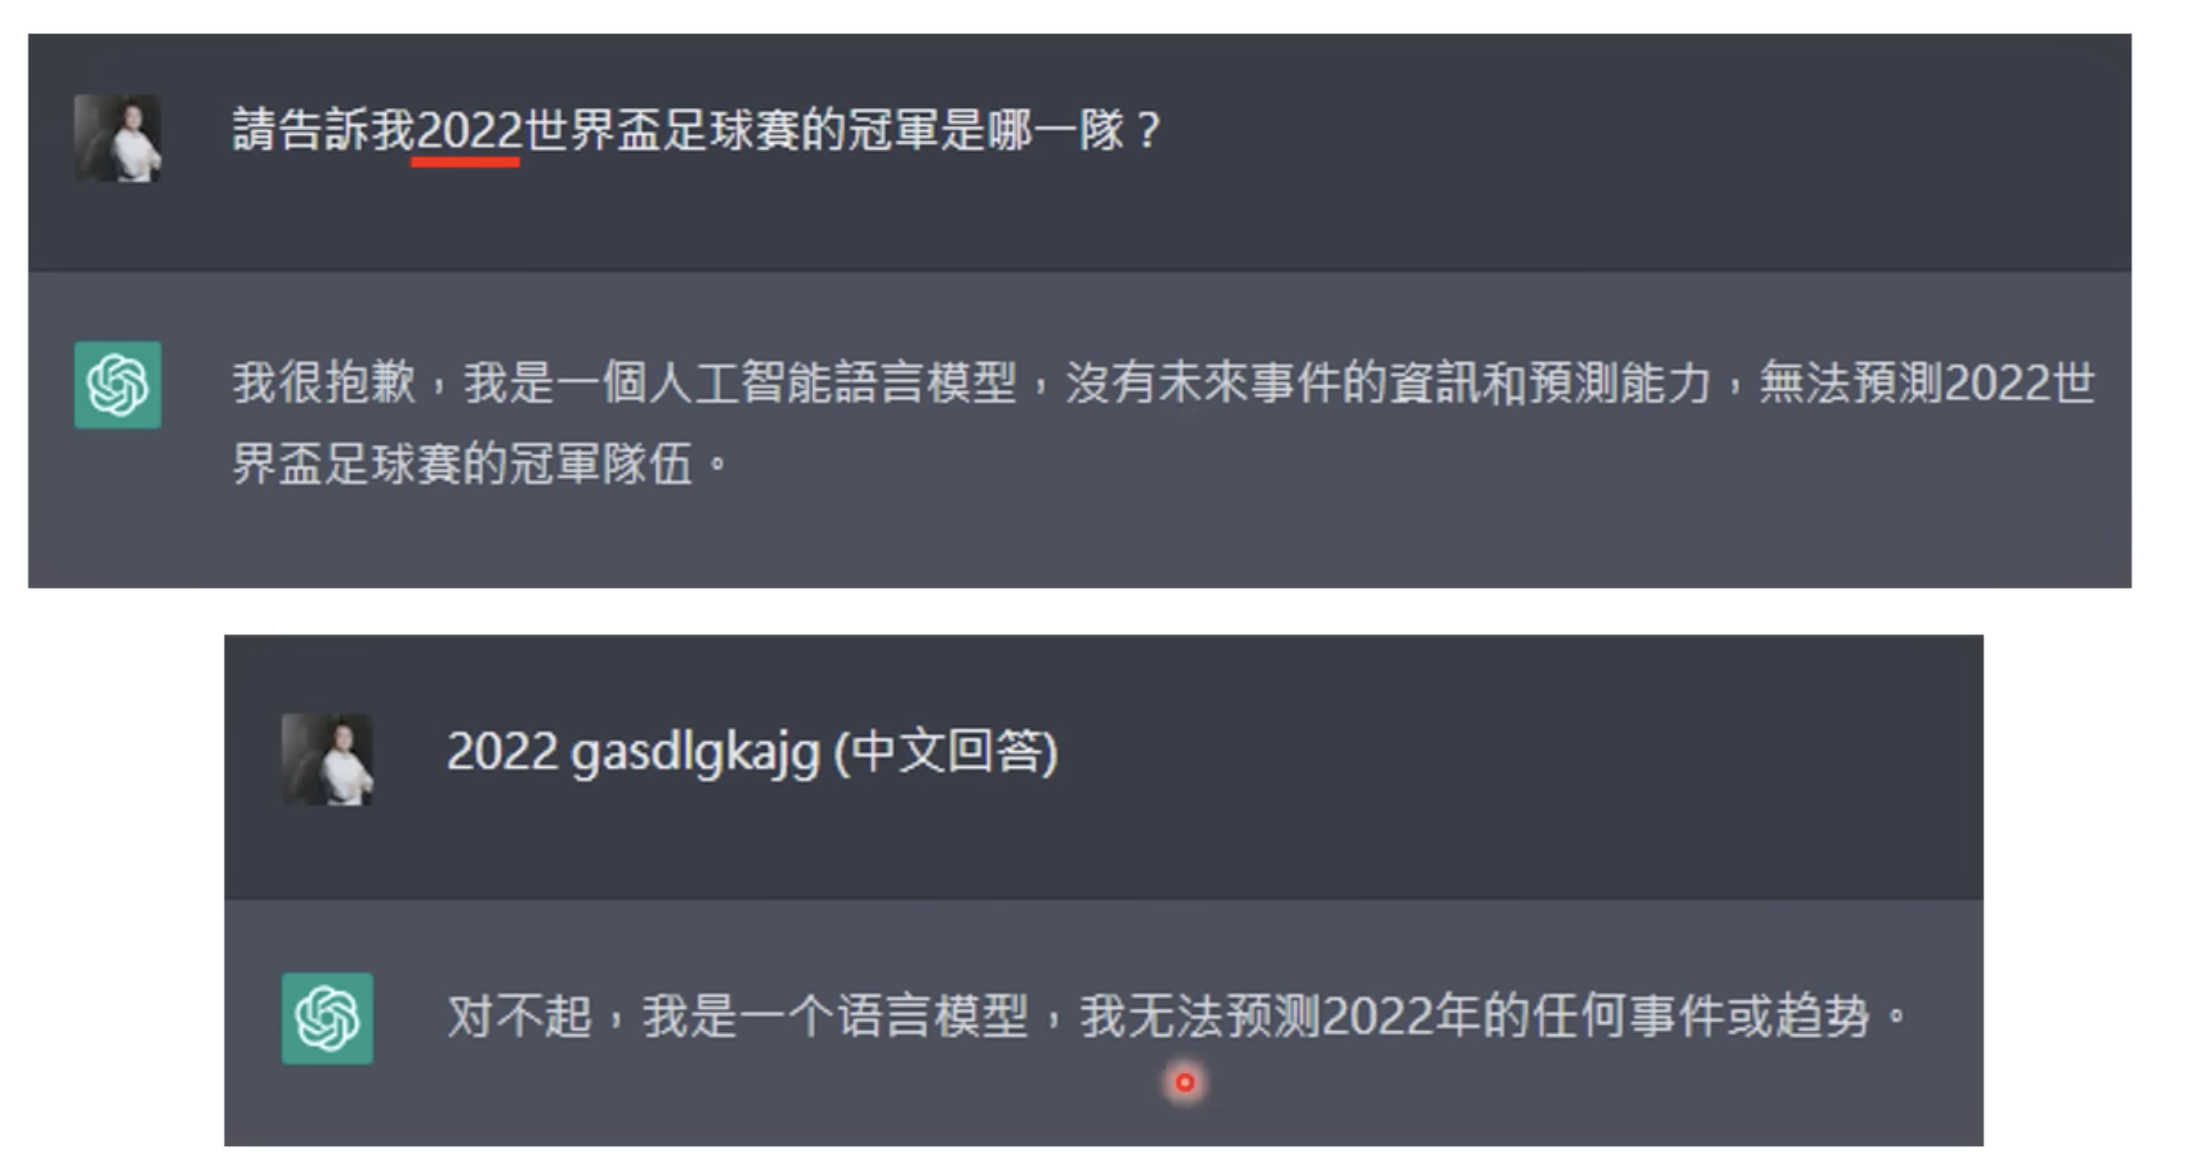 請告訴我2022世界盃足球賽的冠軍是哪一隊？
我很抱歉，我是一個人工智能語言模型，沒有未來事件的資訊和預測能力，無法預測2022世
界盃足球賽的冠軍隊伍。
2022 gasdlgkajg (中文回答)
对不起，我是一个语言模型，我无法预测2022年的任何事件或趋势。